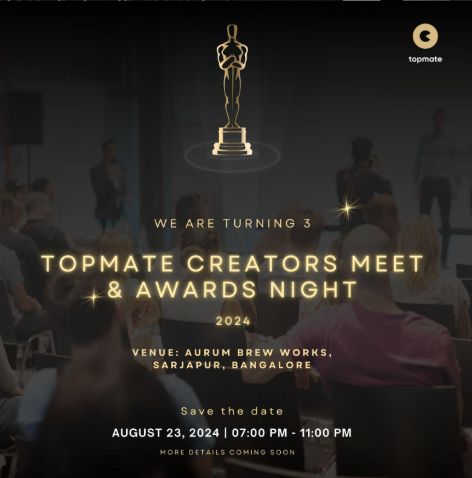 topmate
WE ARE TURNING 3
TOPMATE CREATORS MEET
& AWARDS NIGHT
2024
VENUE: AURUM BREW WORKS,
SARJAPUR, BANGALORE
Save the date
AUGUST 23, 2024 | 07:00 PM - 11:00 PM
MORE DETAILS COMING SOON